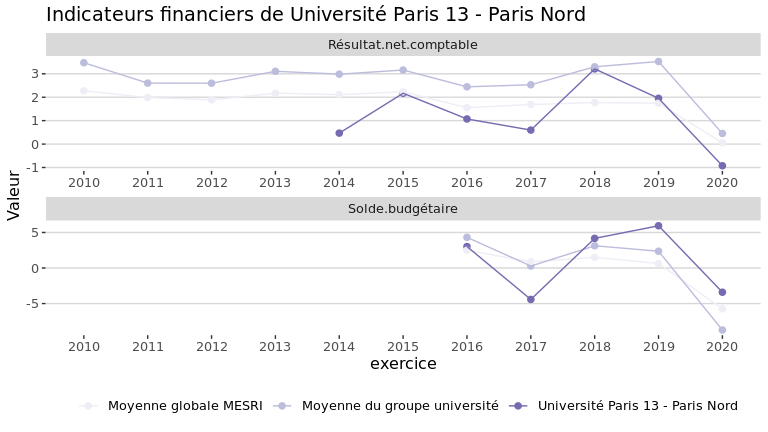 Indicateurs financiers de Université Paris 13 - Paris Nord
Résultat.net.comptable
3
2
1
0
-1
2010 2011 2012 2013 2014 2015 2016 2017 2018 2019 2020
Valeur
Solde.budgétaire
5
0
-5
2010 2011 2012 2013 2014 2015 2016 2017 2018 2019 2020
exercice
Moyenne globale MESRI Moyenne du groupe université Université Paris 13 - Paris Nord